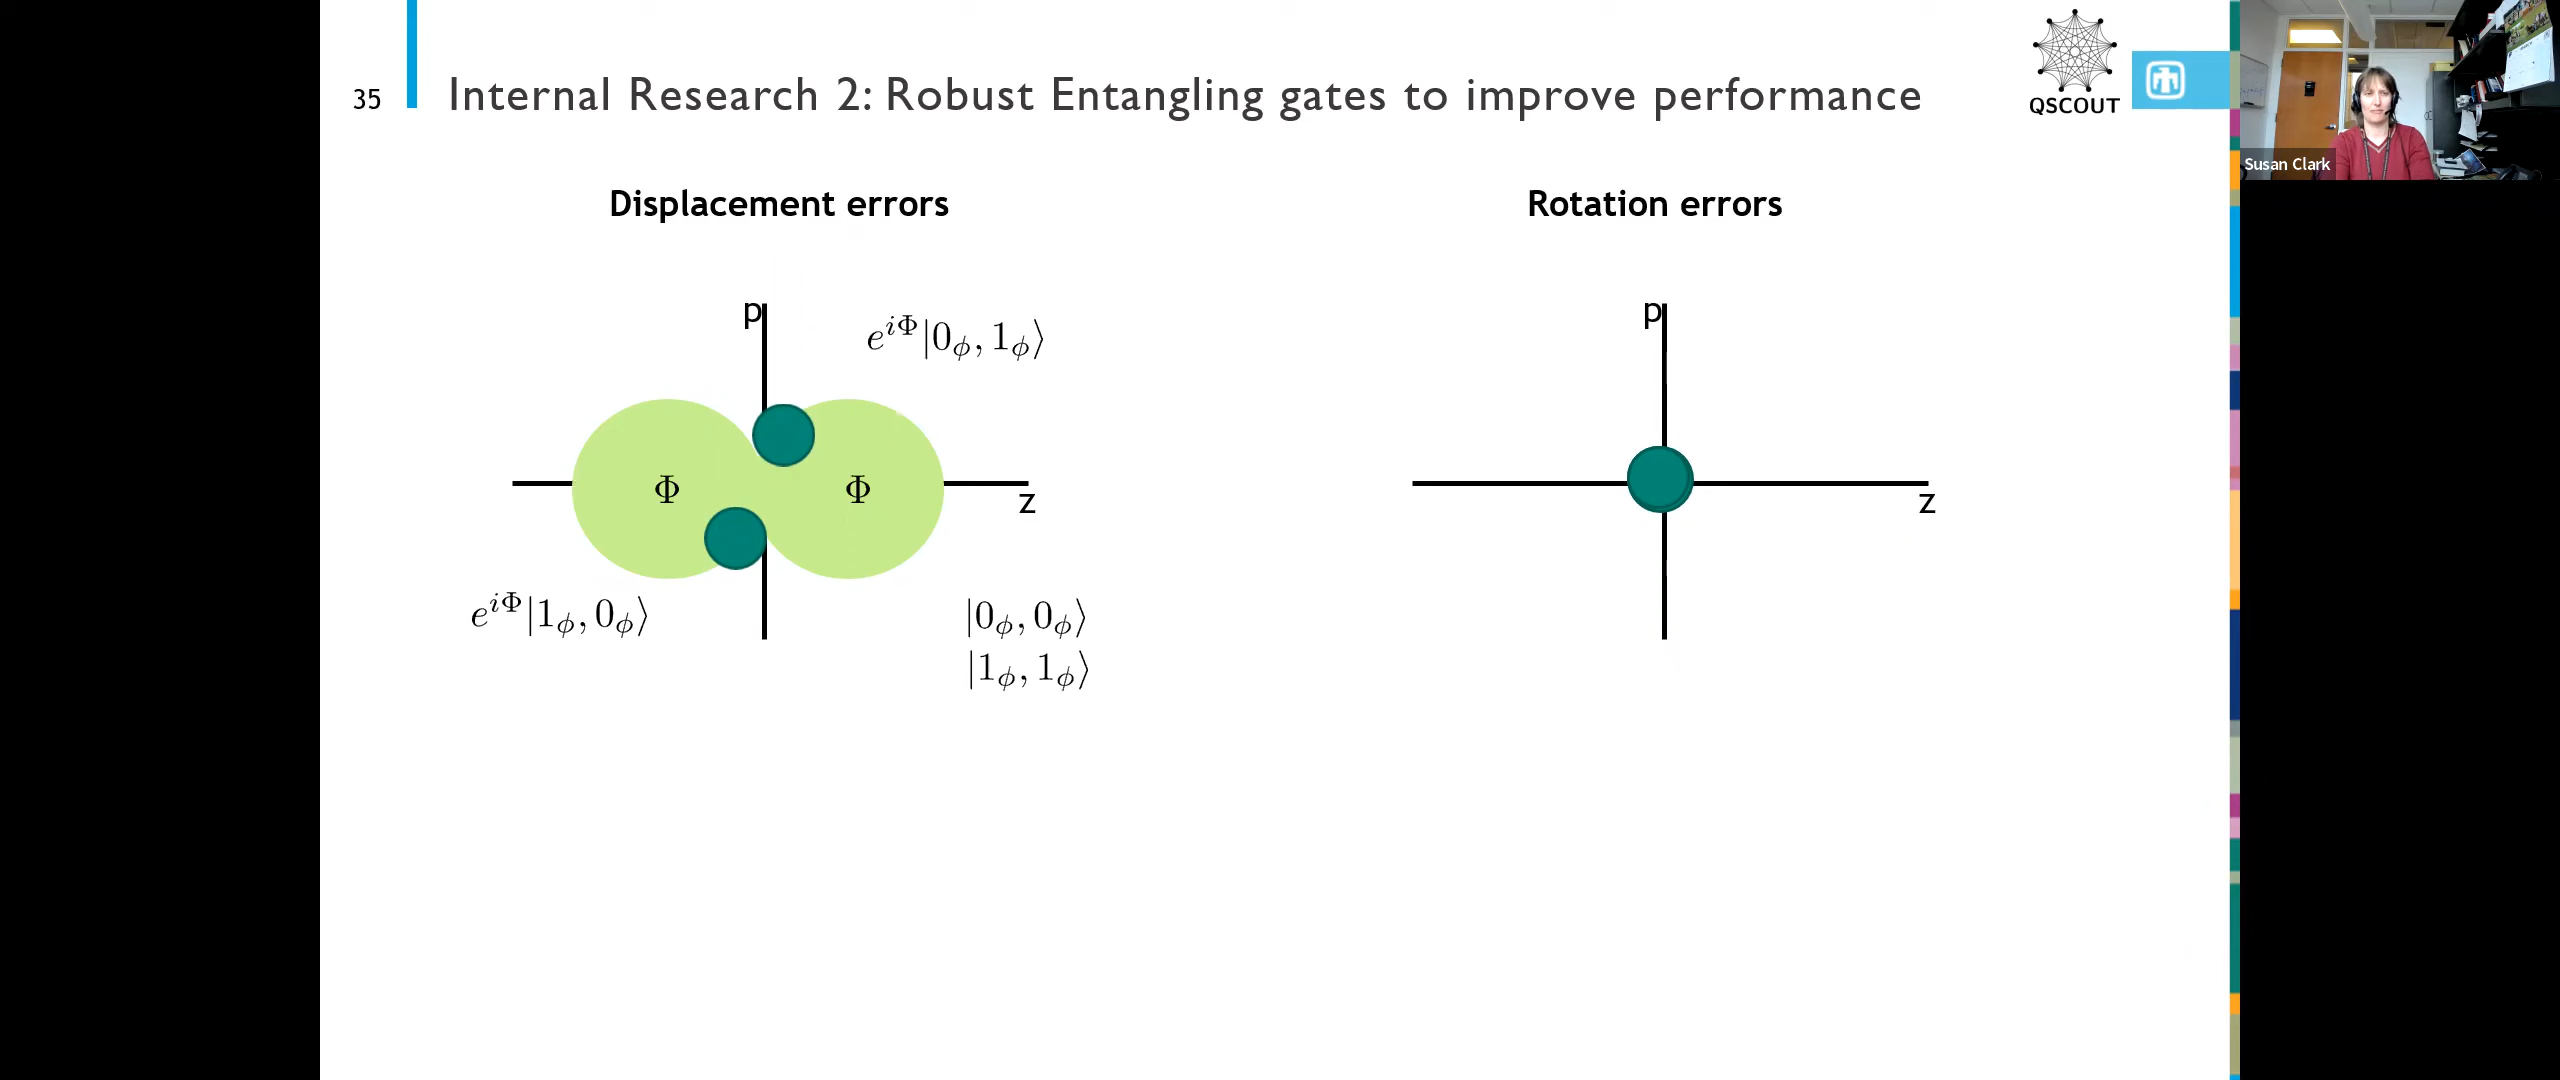 35
Internal Research 2: Robust Entangling gates to improve performance
QSCOUT
Susan Clark
Displacement errors
p
e^{iΦ}|0_ϕ, 1_ϕ⟩
Φ
Φ
z
e^{iΦ}|1_ϕ, 0_ϕ⟩
|0_ϕ, 0_ϕ⟩
|1_ϕ, 1_ϕ⟩
Rotation errors
p
z